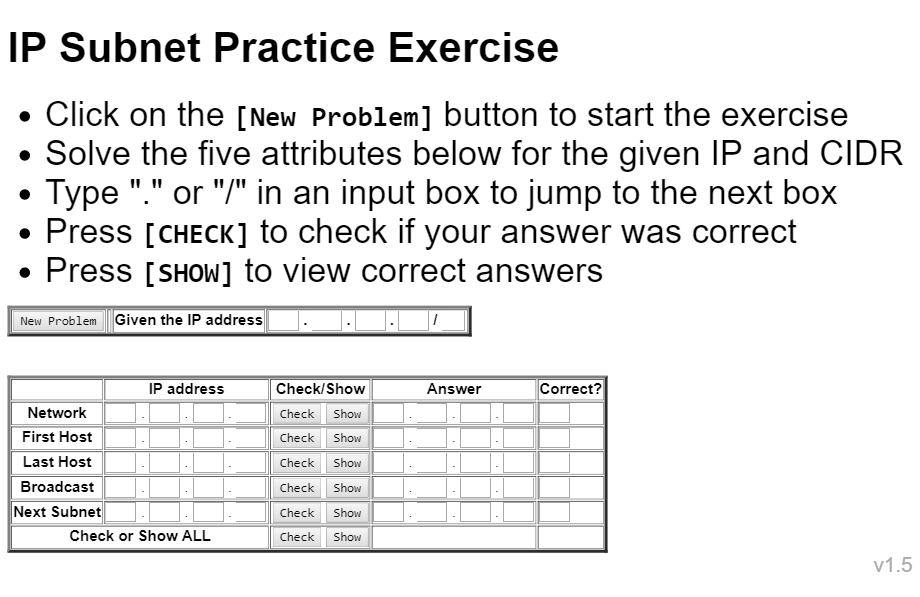 IP Subnet Practice Exercise
• Click on the [New Problem] button to start the exercise
• Solve the five attributes below for the given IP and CIDR
• Type "." or "/" in an input box to jump to the next box
• Press [CHECK] to check if your answer was correct
• Press [SHOW] to view correct answers
New Problem Given the IP address . . . /
IP address Check/Show Answer Correct?
Network . . . Check Show . . .
First Host . . . Check Show . . .
Last Host . . . Check Show . . .
Broadcast . . . Check Show . . .
Next Subnet . . . Check Show . . .
Check or Show ALL Check Show
v1.5